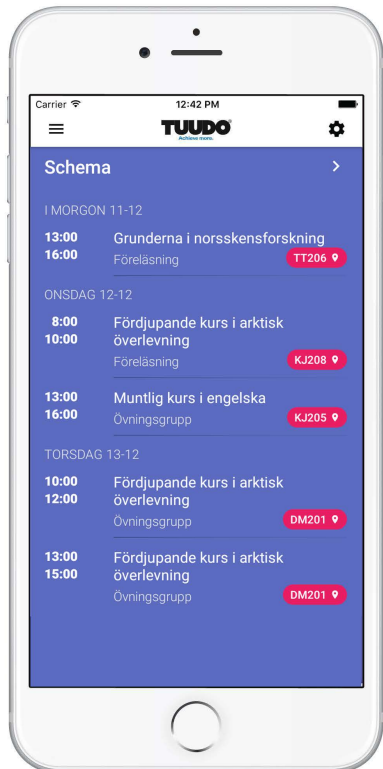 Carrier 12:42 PM
TUUDO
Achieve more.
Schema
I MORGON 11-12
13:00 Grunderna i norsskensforskning
16:00 Föreläsning TT206
ONSDAG 12-12
8:00 Fördjupande kurs i arktisk
10:00 överlevning
Föreläsning KJ208
13:00 Muntlig kurs i engelska
16:00 Övningsgrupp KJ205
TORSDAG 13-12
10:00 Fördjupande kurs i arktisk
12:00 överlevning
Övningsgrupp DM201
13:00 Fördjupande kurs i arktisk
15:00 överlevning
Övningsgrupp DM201